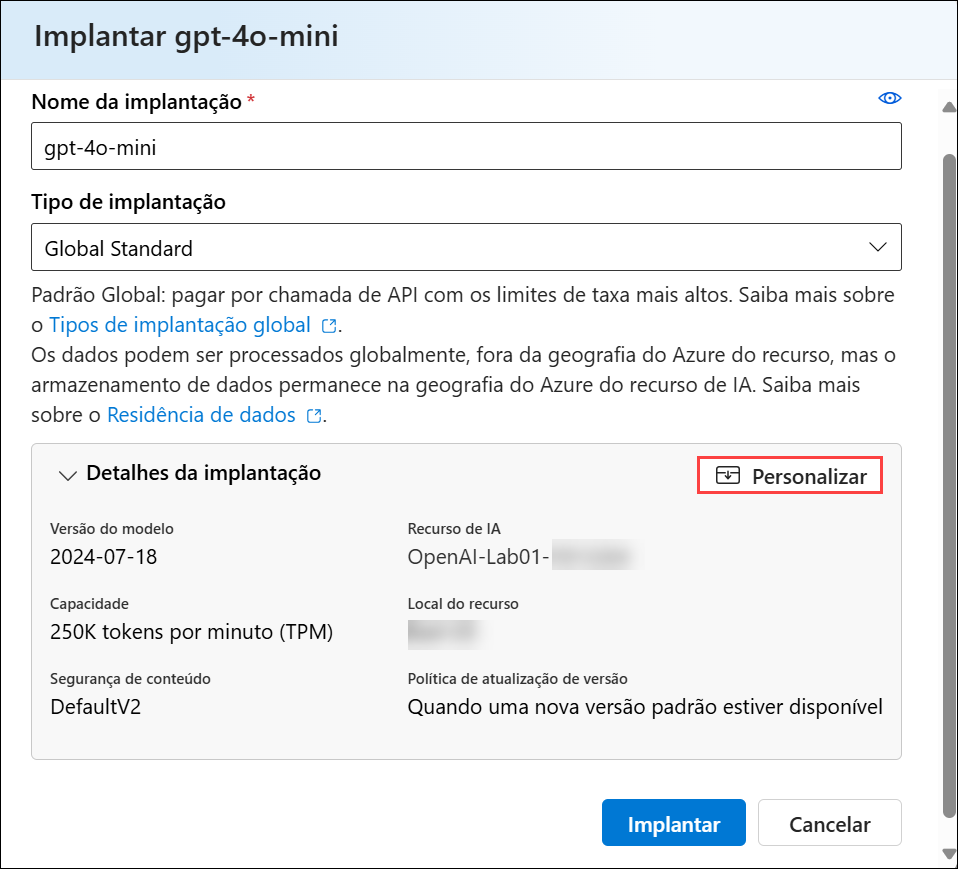 Implantar gpt-4o-mini
Nome da implantação *
gpt-4o-mini
Tipo de implantação
Global Standard
Padrão Global: pagar por chamada de API com os limites de taxa mais altos. Saiba mais sobre
o Tipos de implantação global.
Os dados podem ser processados globalmente, fora da geografia do Azure do recurso, mas o
armazenamento de dados permanece na geografia do Azure do recurso de IA. Saiba mais
sobre o Residência de dados.
Detalhes da implantação
Personalizar
Versão do modelo
2024-07-18
Recurso de IA
OpenAI-Lab01-
Capacidade
250K tokens por minuto (TPM)
Local do recurso
Segurança de conteúdo
DefaultV2
Política de atualização de versão
Quando uma nova versão padrão estiver disponível
Implantar
Cancelar